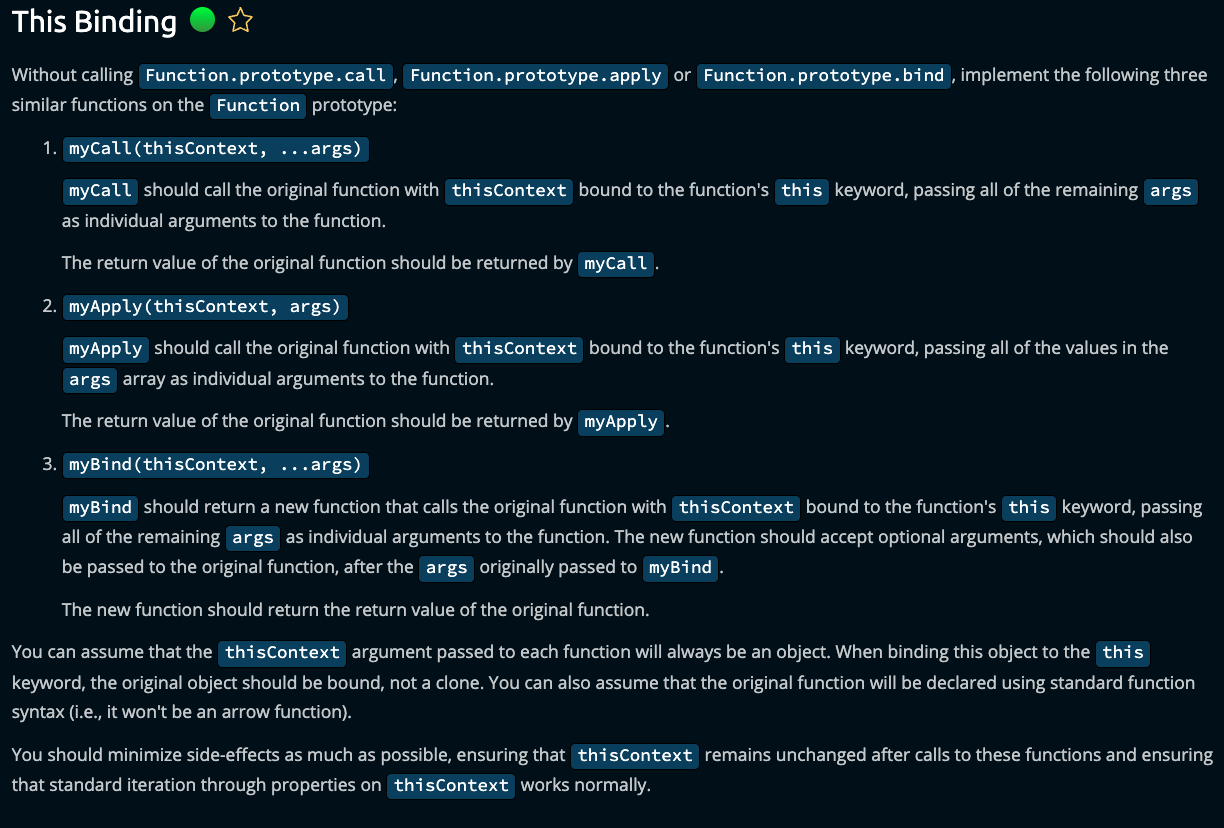 This Binding
Without calling Function.prototype.call, Function.prototype.apply or Function.prototype.bind, implement the following three
similar functions on the Function prototype:
1. myCall(thisContext, ...args)
myCall should call the original function with thisContext bound to the function's this keyword, passing all of the remaining args
as individual arguments to the function.
The return value of the original function should be returned by myCall.
2. myApply(thisContext, args)
myApply should call the original function with thisContext bound to the function's this keyword, passing all of the values in the
args array as individual arguments to the function.
The return value of the original function should be returned by myApply.
3. myBind(thisContext, ...args)
myBind should return a new function that calls the original function with thisContext bound to the function's this keyword, passing
all of the remaining args as individual arguments to the function. The new function should accept optional arguments, which should also
be passed to the original function, after the args originally passed to myBind.
The new function should return the return value of the original function.
You can assume that the thisContext argument passed to each function will always be an object. When binding this object to the this
keyword, the original object should be bound, not a clone. You can also assume that the original function will be declared using standard function
syntax (i.e., it won't be an arrow function).
You should minimize side-effects as much as possible, ensuring that thisContext remains unchanged after calls to these functions and ensuring
that standard iteration through properties on thisContext works normally.